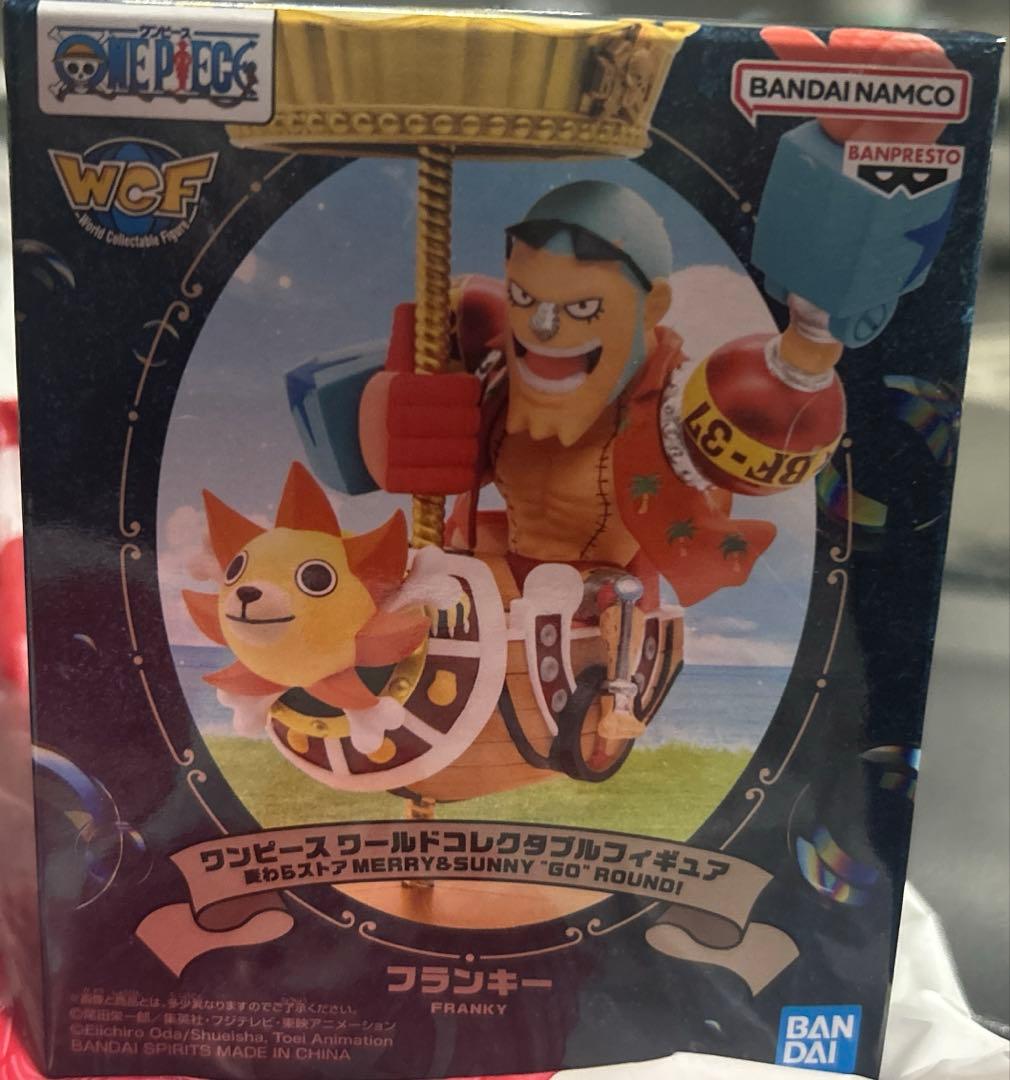 ワンピース
ONE PIECE
BANDAI NAMCO
BANPRESTO
WCF
World Collectable Figure
BF-37
ワンピース ワールドコレクタブルフィギュア
麦わらストア MERRY&SUNNY "GO" ROUND!
フランキー
FRANKY
※画像と商品とは、多少異なりますのでご了承ください。
©尾田栄一郎／集英社・フジテレビ・東映アニメーション
©Eiichiro Oda/Shueisha, Toei Animation
BANDAI SPIRITS MADE IN CHINA
BAN
DAI